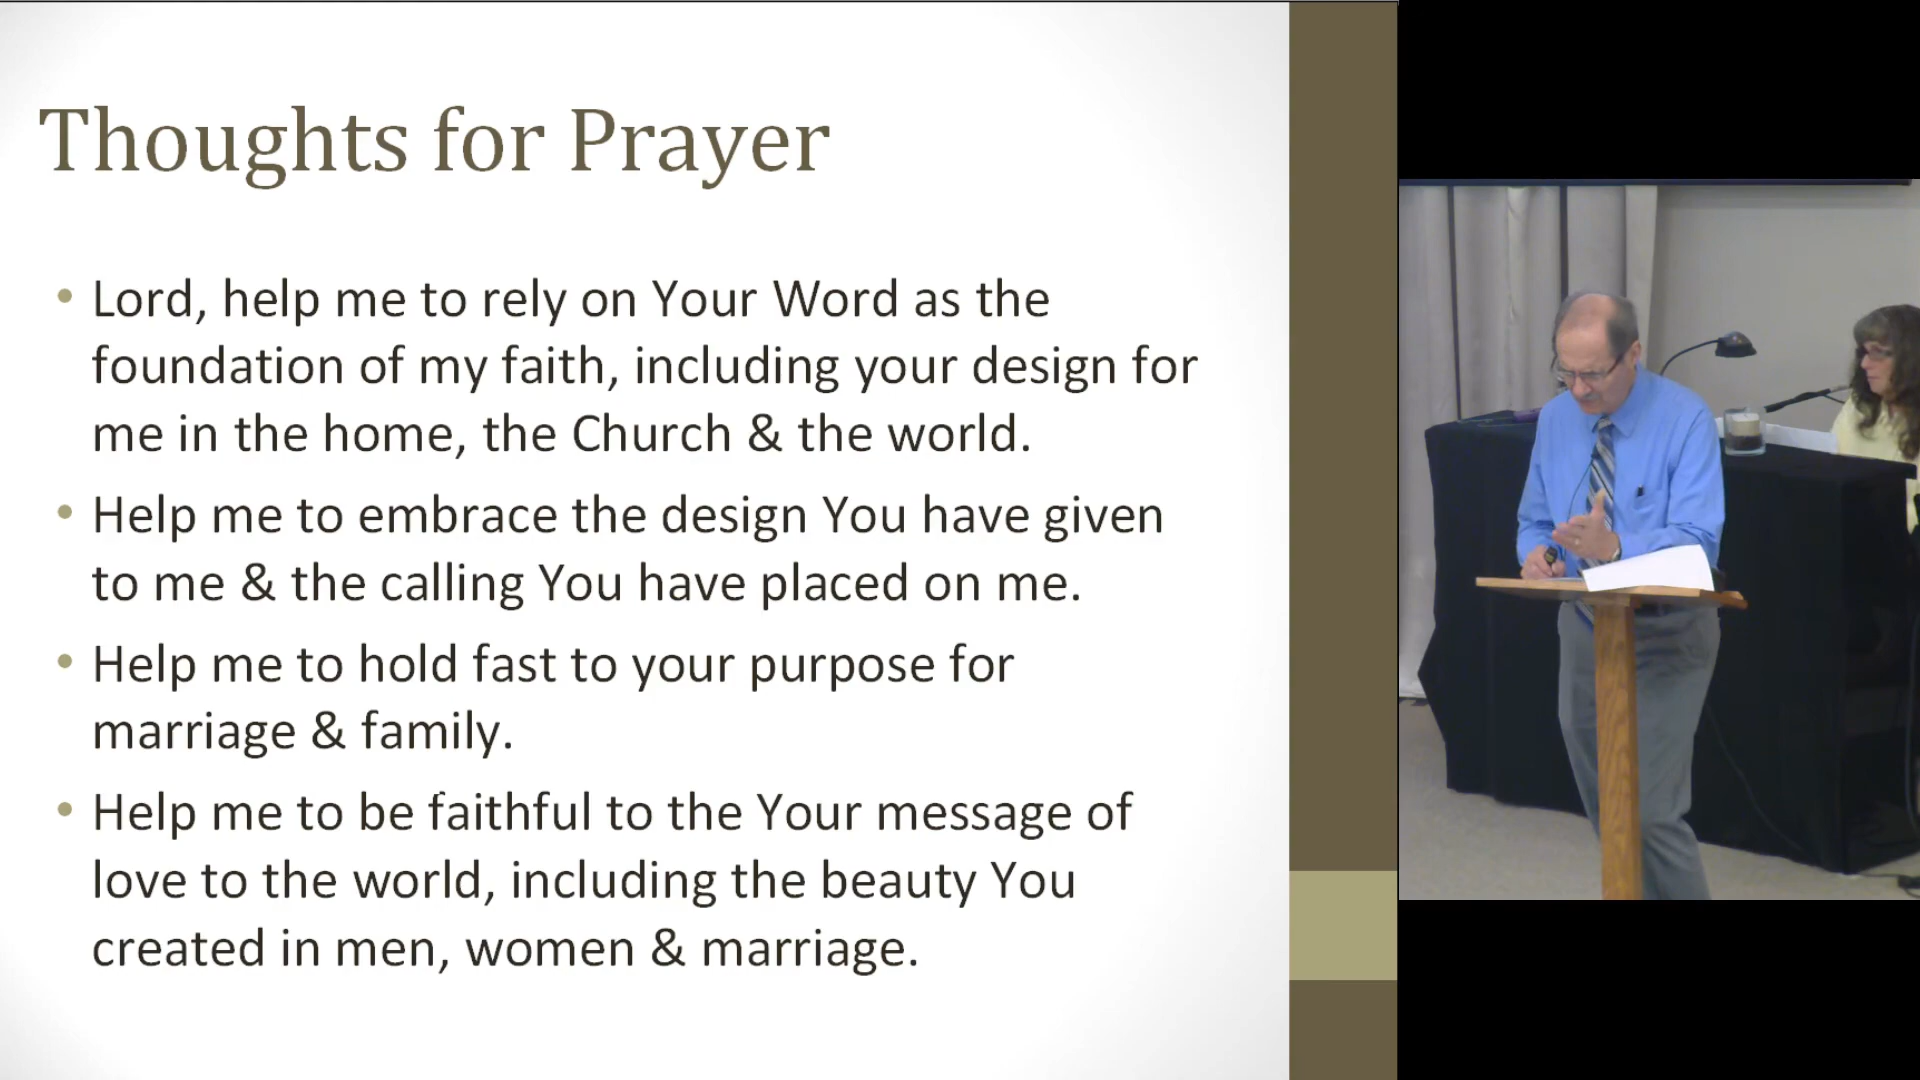 Thoughts for Prayer
• Lord, help me to rely on Your Word as the
foundation of my faith, including your design for
me in the home, the Church & the world.
• Help me to embrace the design You have given
to me & the calling You have placed on me.
• Help me to hold fast to your purpose for
marriage & family.
• Help me to be faithful to the Your message of
love to the world, including the beauty You
created in men, women & marriage.